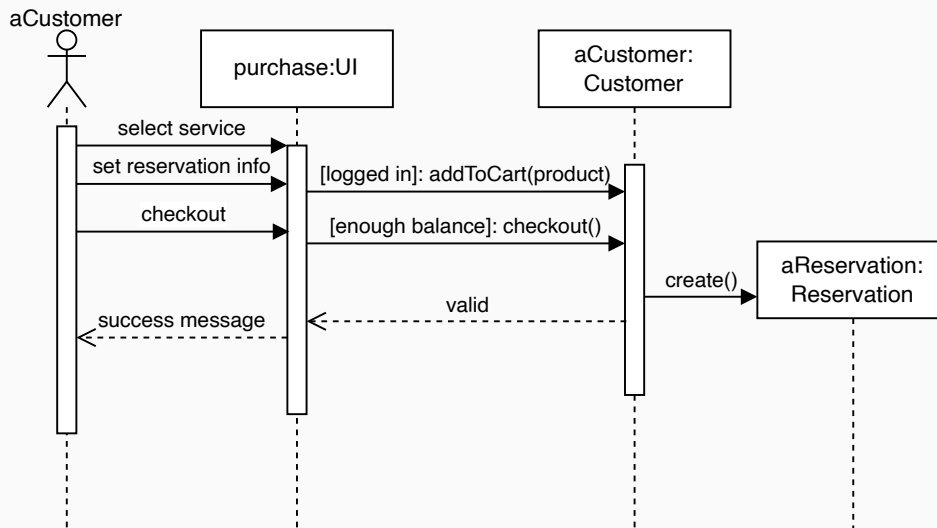 aCustomer
purchase:UI
aCustomer:
Customer
select service
set reservation info
[logged in]: addToCart(product)
checkout
[enough balance]: checkout()
aReservation:
Reservation
create()
valid
success message